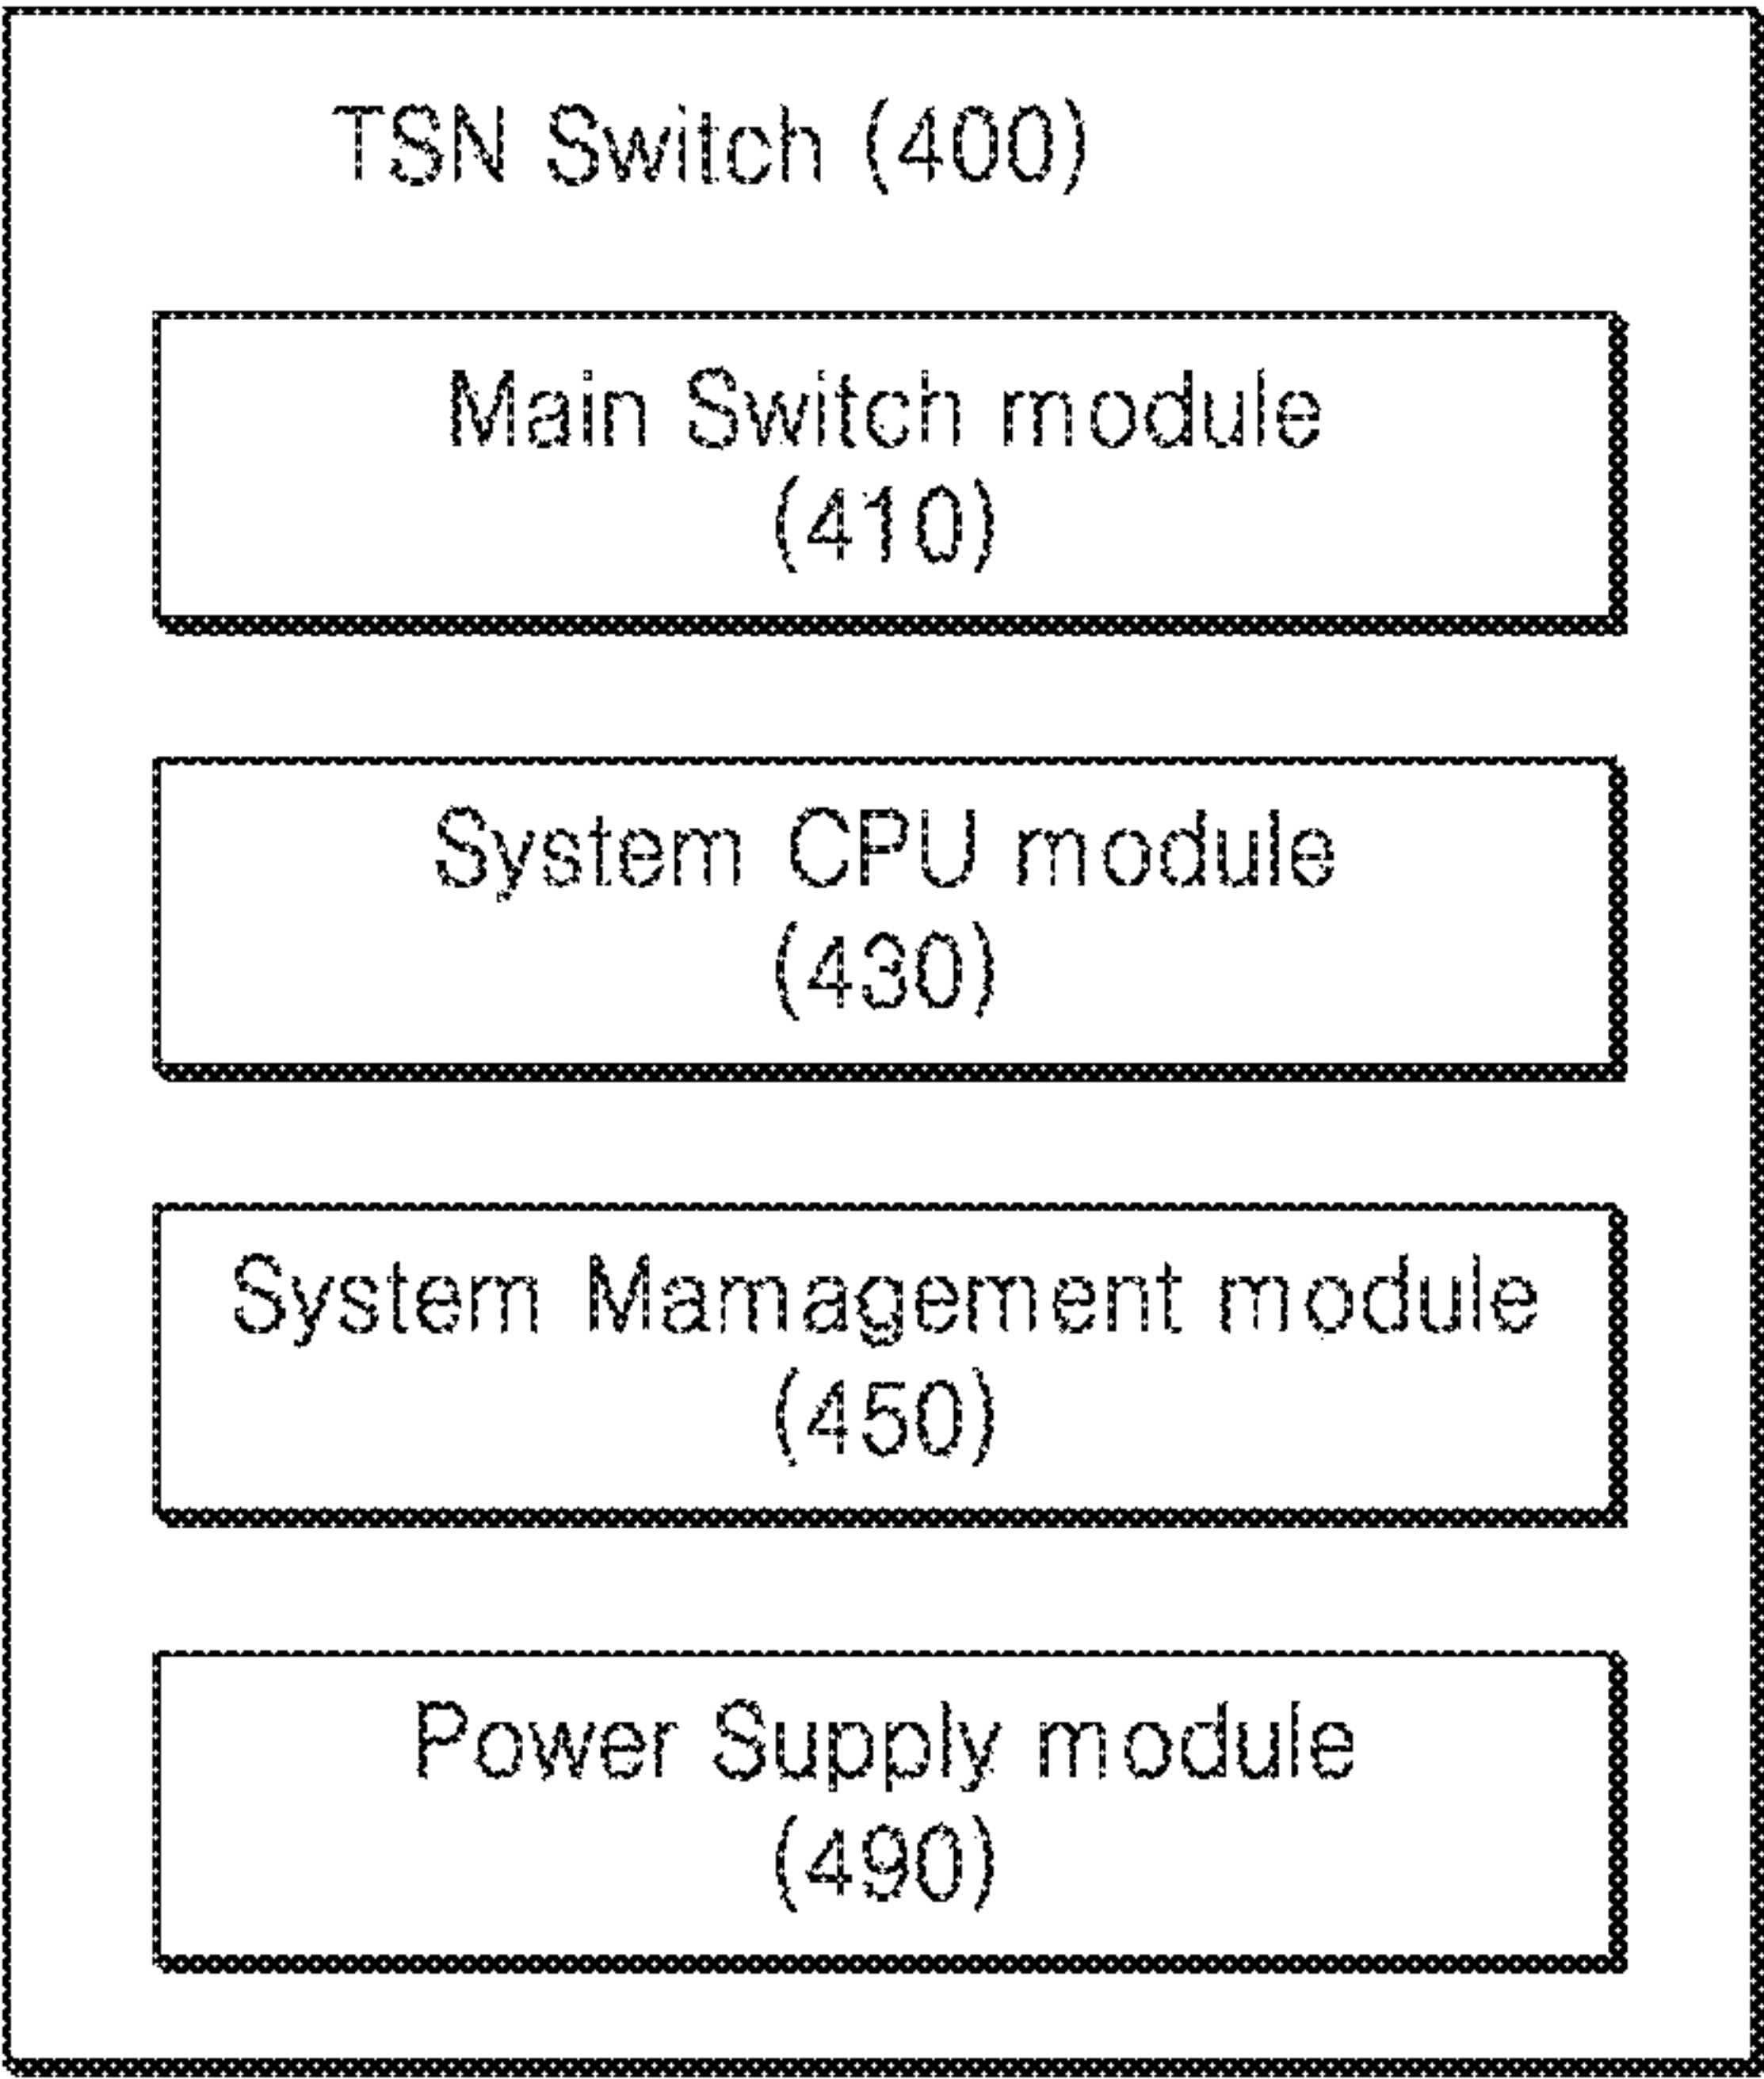 TSN Switch (400)
Main Switch module
(410)
System CPU module
(430)
System Mamagement module
(450)
Power Supply module
(490)